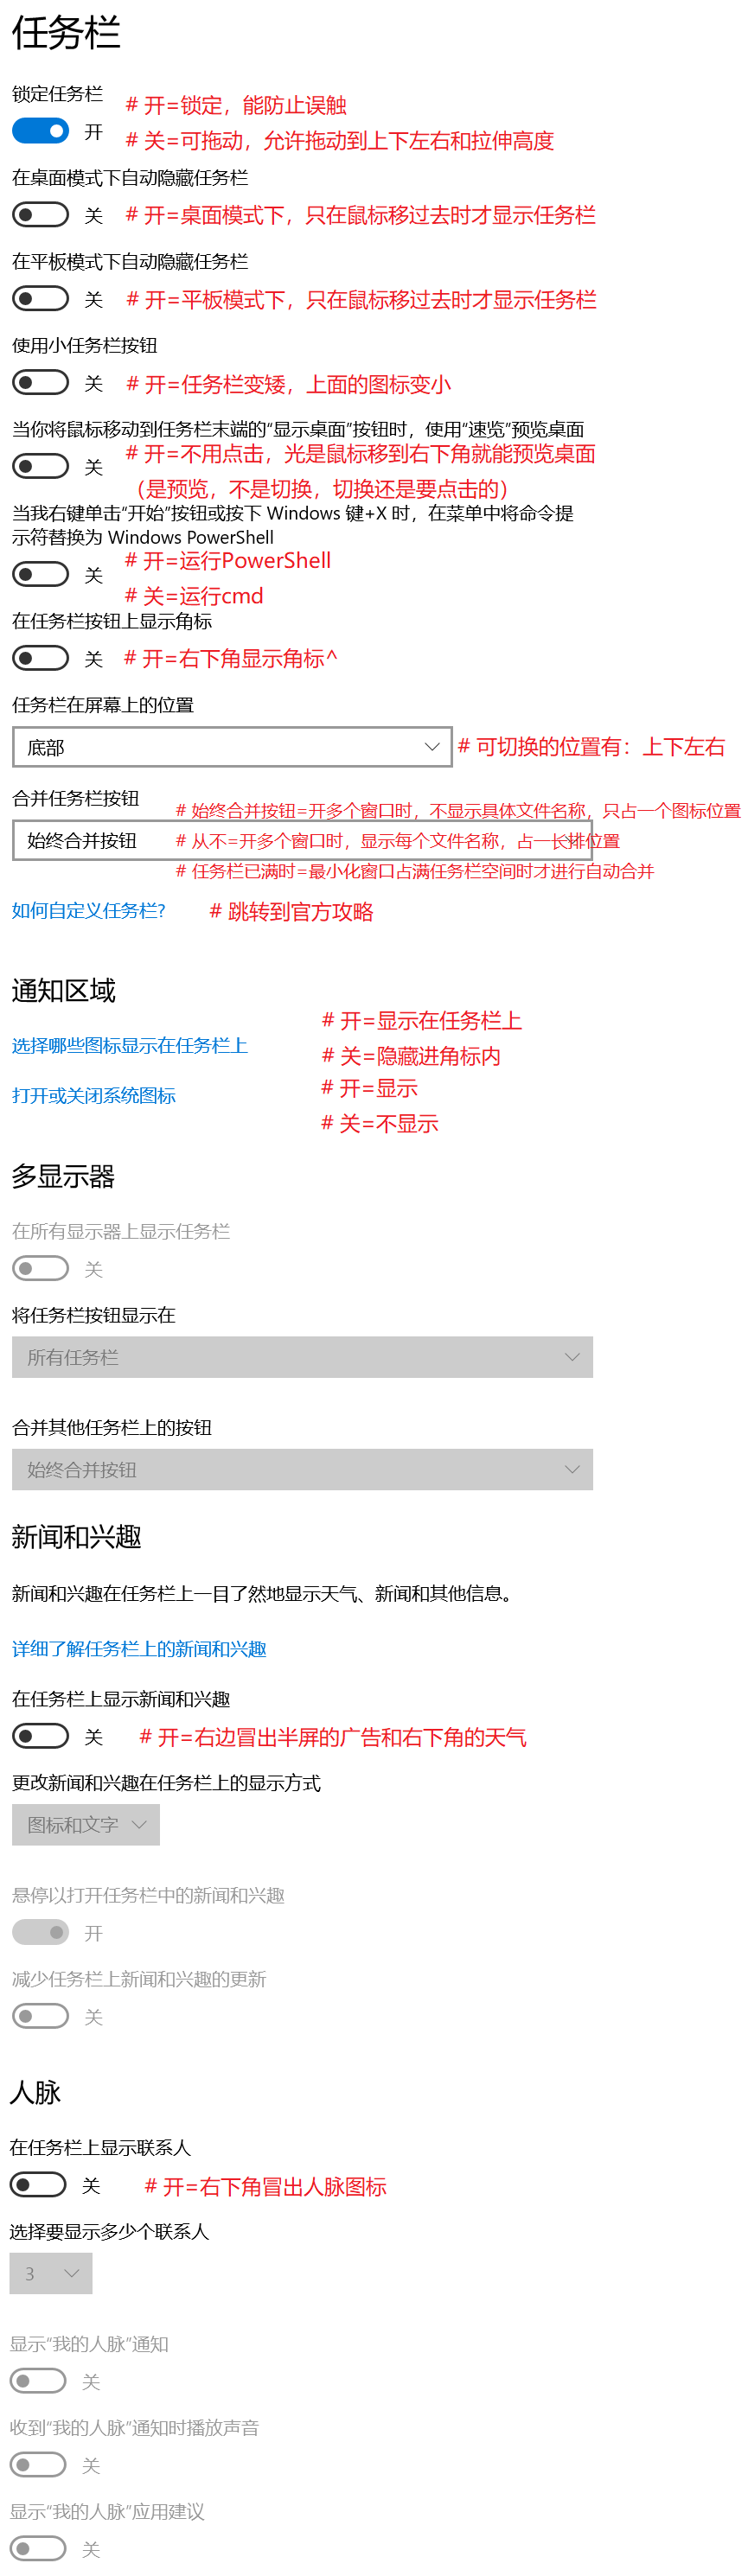 任务栏
锁定任务栏
# 开=锁定，能防止误触
开
# 关=可拖动，允许拖动到上下左右和拉伸高度
在桌面模式下自动隐藏任务栏
关
# 开=桌面模式下，只在鼠标移过去时才显示任务栏
在平板模式下自动隐藏任务栏
关
# 开=平板模式下，只在鼠标移过去时才显示任务栏
使用小任务栏按钮
关
# 开=任务栏变矮，上面的图标变小
当你将鼠标移动到任务栏末端的“显示桌面”按钮时，使用“速览”预览桌面
# 开=不用点击，光是鼠标移到右下角就能预览桌面
关
（是预览，不是切换，切换还是要点击的）
当我右键单击“开始”按钮或按下 Windows 键+X 时，在菜单中将命令提
示符替换为 Windows PowerShell
# 开=运行PowerShell
关
# 关=运行cmd
在任务栏按钮上显示角标
关
# 开=右下角显示角标^
任务栏在屏幕上的位置
底部
# 可切换的位置有：上下左右
合并任务栏按钮
# 始终合并按钮=开多个窗口时，不显示具体文件名称，只占一个图标位置
始终合并按钮
# 从不=开多个窗口时，显示每个文件名称，占一长排位置
# 任务栏已满时=最小化窗口占满任务栏空间时才进行自动合并
如何自定义任务栏?
# 跳转到官方攻略
通知区域
# 开=显示在任务栏上
选择哪些图标显示在任务栏上
# 关=隐藏进角标内
# 开=显示
打开或关闭系统图标
# 关=不显示
多显示器
在所有显示器上显示任务栏
关
将任务栏按钮显示在
所有任务栏
合并其他任务栏上的按钮
始终合并按钮
新闻和兴趣
新闻和兴趣在任务栏上一目了然地显示天气、新闻和其他信息。
详细了解任务栏上的新闻和兴趣
在任务栏上显示新闻和兴趣
关
# 开=右边冒出半屏的广告和右下角的天气
更改新闻和兴趣在任务栏上的显示方式
图标和文字
悬停以打开任务栏中的新闻和兴趣
开
减少任务栏上新闻和兴趣的更新
关
人脉
在任务栏上显示联系人
关
# 开=右下角冒出人脉图标
选择要显示多少个联系人
3
显示“我的人脉”通知
关
收到“我的人脉”通知时播放声音
关
显示“我的人脉”应用建议
关